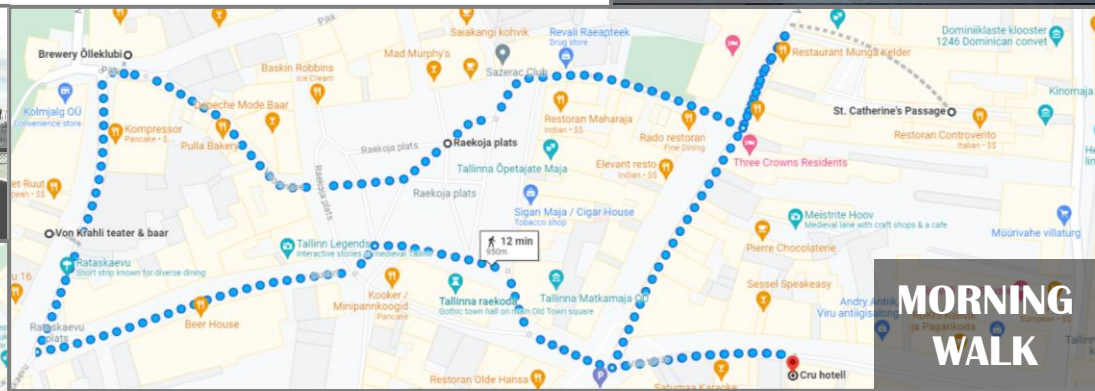 Pikk
Brewery Õlleklubi
Saiakangi kohvik
Revali Raeapteek
Drug store
Mad Murphy's
Baskin Robbins
Ice Cream
Sazerac Club
Restaurant Munga Kelder
Dominiiklaste klooster
1246 Dominican convet
Kolmjalg OÜ
Convenience store
Depeche Mode Baar
Kompressor
Pancake • $
Pulla Bakery
Restoran Maharaja
Indian • $$
Rado restoran
Fine Dining
Kinomaja
St. Catherine's Passage
Restoran Controvento
Italian • $$
Raekoja plats
Raekoja plats
Tallinna Õpetajate Maja
Elevant resto
Indian • $$
Three Crowns Residents
Raekoja plats
Raekoja plats
Sigari Maja / Cigar House
Tobacco shop
Meistrite Hoov
Medieval lane with craft shops & a cafe
Müürivahe villaturg
Von Krahli teater & baar
12 min
950m
Tallinn Legends
Pierre Chocolaterie
Rataskaevu
Short strip known for diverse dining
Kooker /
Minipannkoogid
Pancake
Tallinna raekoda
Gothic town hall on main Old Town square
Tallinna Matkamaja OÜ
Sessel Speakeasy
Beer House
Rataskaevu
plats
Viru antiigisalong
MORNING
WALK
Restoran Olde Hansa
Satumaa Karaoke
Cru hotell